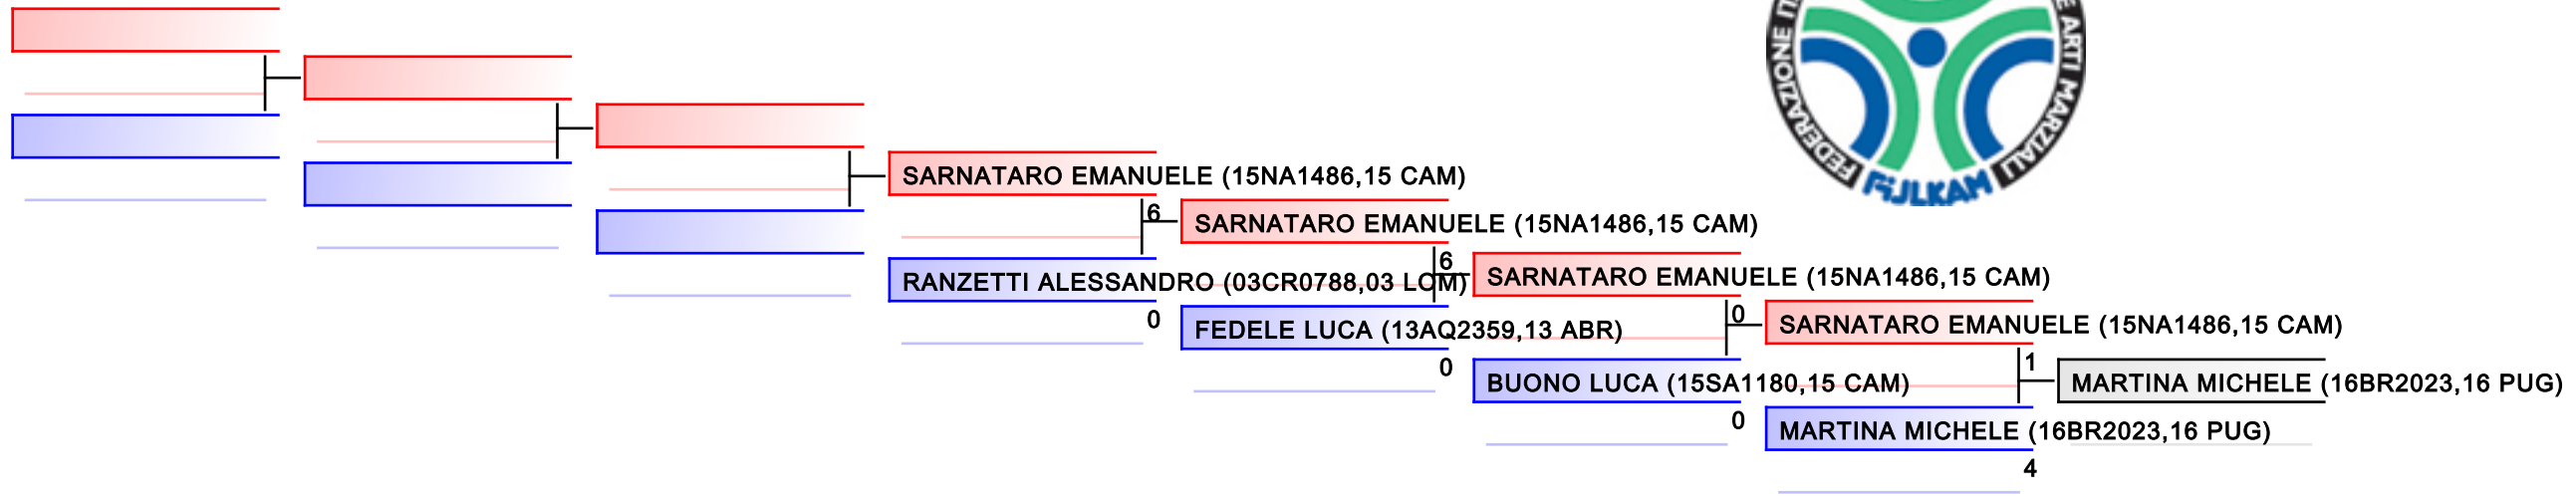 FEDERAZIONE
E ARTI MARZIALI
FIJLKAM
SARNATARO EMANUELE (15NA1486,15 CAM)
6
SARNATARO EMANUELE (15NA1486,15 CAM)
RANZETTI ALESSANDRO (03CR0788,03 LOM)
6
SARNATARO EMANUELE (15NA1486,15 CAM)
0
FEDELE LUCA (13AQ2359,13 ABR)
0
SARNATARO EMANUELE (15NA1486,15 CAM)
0
BUONO LUCA (15SA1180,15 CAM)
1
MARTINA MICHELE (16BR2023,16 PUG)
0
MARTINA MICHELE (16BR2023,16 PUG)
4